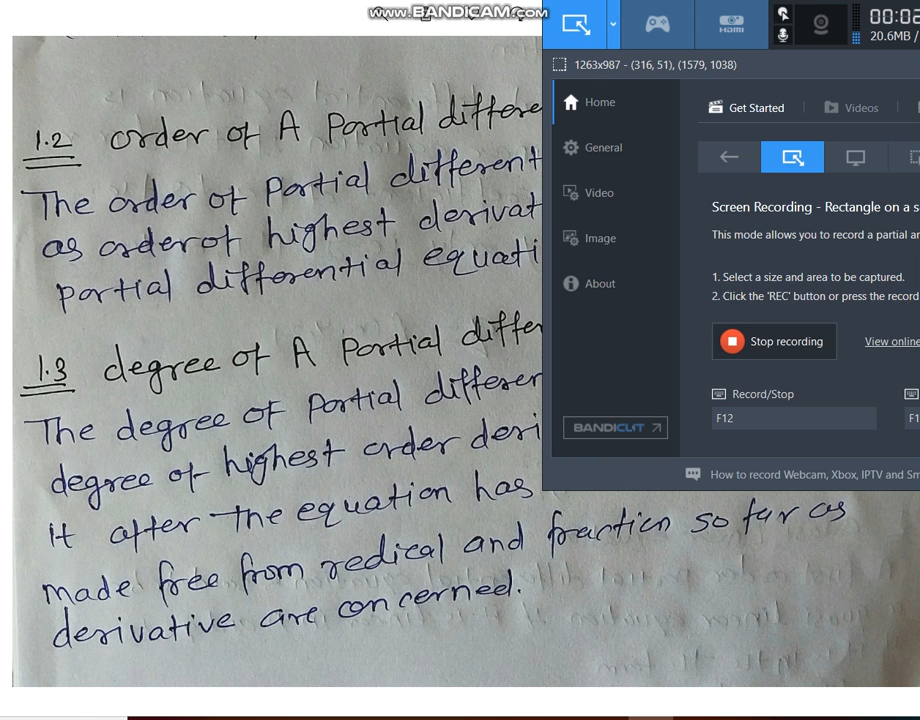 www.BANDICAM.com
1.2 order of A Partial differe
The order of Partial different
as order of highest derivat
partial differential equati
1.3 degree of A Partial differ
The degree of Partial differen
degree of highest order deri
it after the equation has
made free from redical and fraction so far as
derivative are concerned.
HDMI
00:02
20.6MB /
1263x987 - (316, 51), (1579, 1038)
Home
General
Video
Image
About
BANDICUT
Get Started
Videos
Screen Recording - Rectangle on a s
This mode allows you to record a partial ar
1. Select a size and area to be captured.
2. Click the 'REC' button or press the record
Stop recording
View online
Record/Stop
F12
F1
How to record Webcam, Xbox, IPTV and Sm